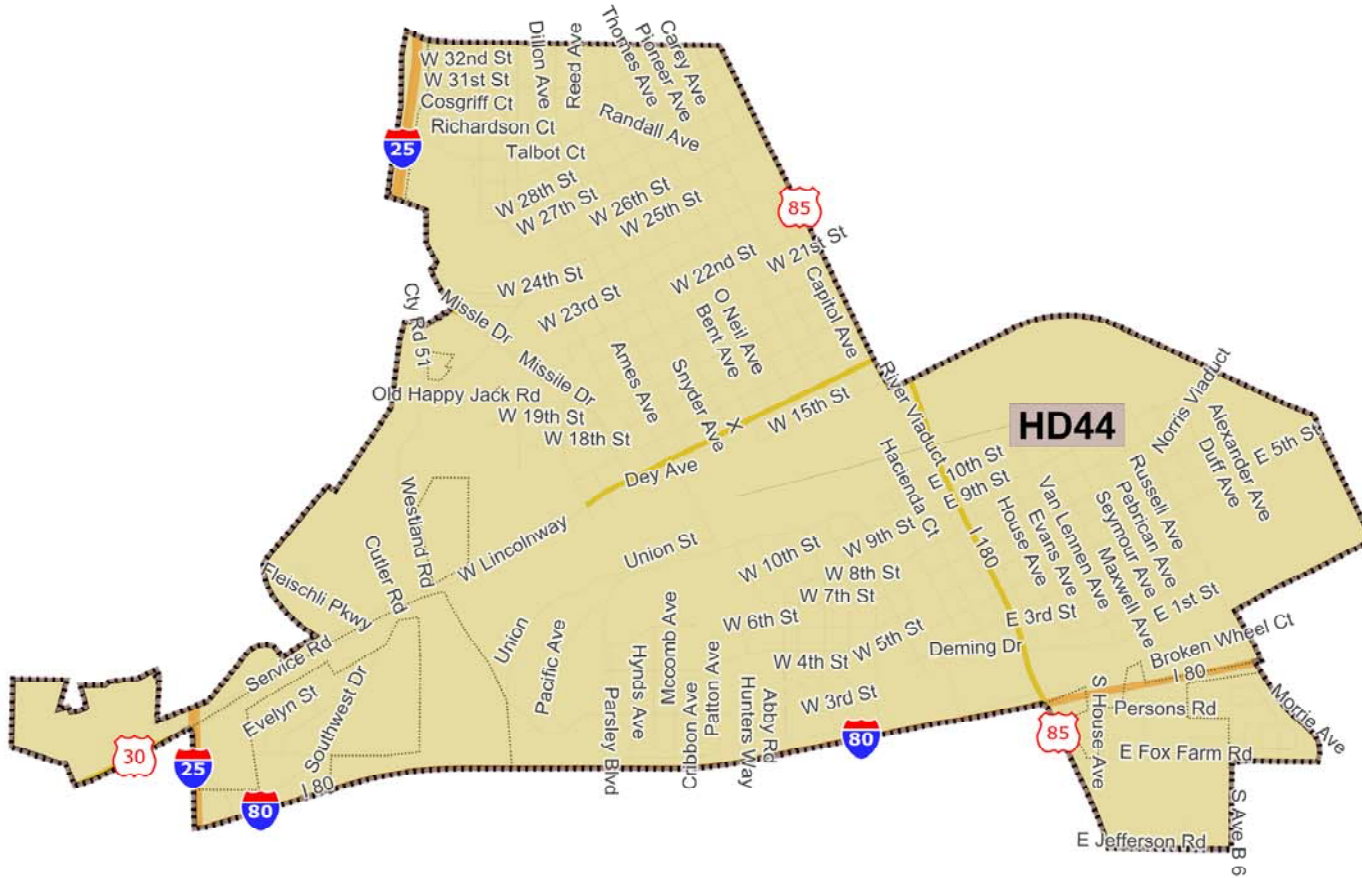 Dillon Ave
Reed Ave
Thomes Ave
Pioneer Ave
Carey Ave
W 32nd St
W 31st St
Cosgriff Ct
Richardson Ct
Randall Ave
25
Talbot Ct
W 28th St
W 27th St
W 26th St
W 25th St
85
W 24th St
W 23rd St
W 22nd St
W 21st St
Cty Rd 51
Missle Dr
Missile Dr
O Neil Ave
Bent Ave
Capitol Ave
Ames Ave
Snyder Ave
Old Happy Jack Rd
W 19th St
W 18th St
W 15th St
River Viaduct
HD44
Norris Viaduct
Alexander Ave
Duff Ave
E 5th St
Dey Ave
Hacienda Ct
E 10th St
E 9th St
Westland Rd
Cutler Rd
W Lincolnway
Union St
W 10th St
W 9th St
W 8th St
W 7th St
I 180
House Ave
Evans Ave
Van Lennen Ave
Maxwell Ave
Seymour Ave
Pebrican Ave
Russell Ave
E 1st St
E 3rd St
Fleischli Pkwy
Service Rd
Evelyn St
Southwest Dr
Union
Pacific Ave
Parsley Blvd
Hynds Ave
Mccomb Ave
Cribbon Ave
Patton Ave
Hunters Way
Abby Rd
W 6th St
W 5th St
W 4th St
W 3rd St
Deming Dr
Broken Wheel Ct
I 80
30
25
80
I 80
80
85
S House Ave
Persons Rd
Morrie Ave
E Fox Farm Rd
S Ave B 6
E Jefferson Rd